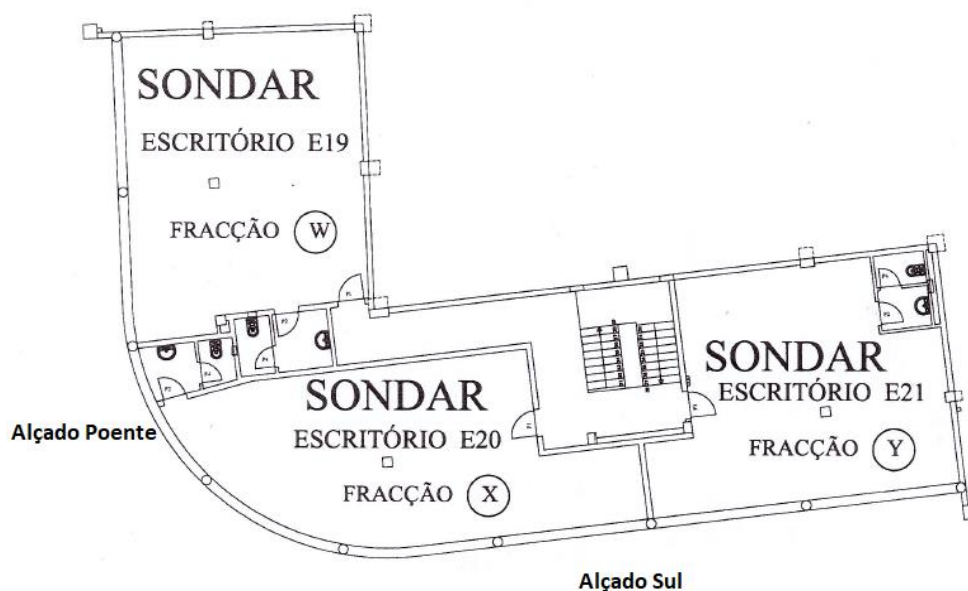 SONDAR
ESCRITÓRIO E19
FRACÇÃO W
SONDAR
ESCRITÓRIO E21
FRACÇÃO Y
SONDAR
ESCRITÓRIO E20
FRACÇÃO X
Alçado Poente
Alçado Sul